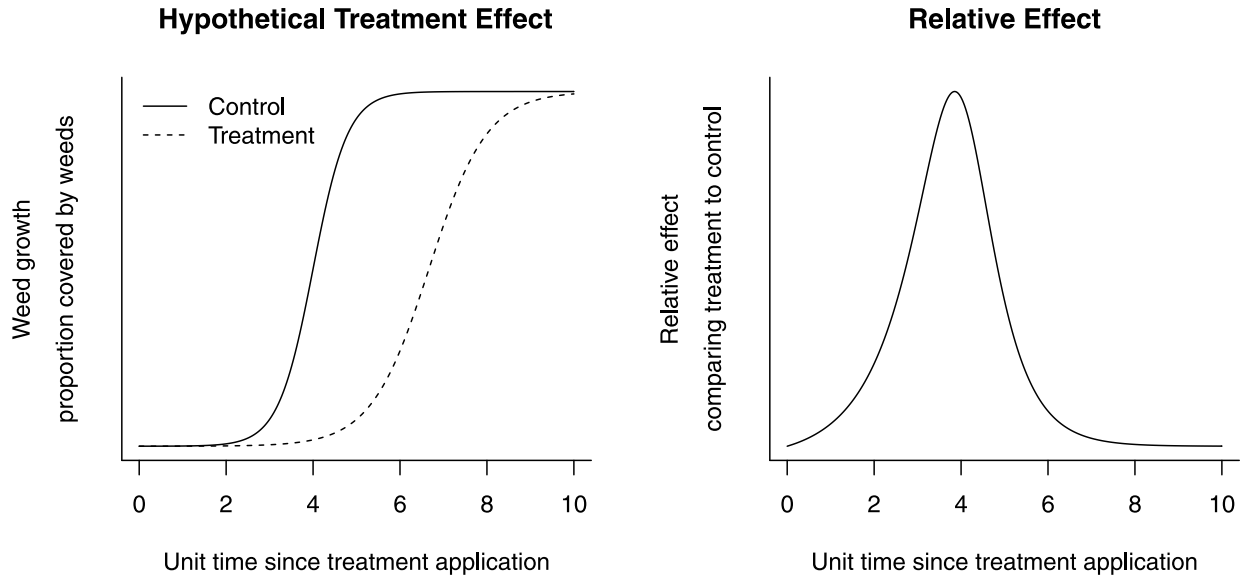 Hypothetical Treatment Effect
Weed growth
proportion covered by weeds
Control
Treatment
0 2 4 6 8 10
Unit time since treatment application
Relative Effect
Relative effect
comparing treatment to control
0 2 4 6 8 10
Unit time since treatment application